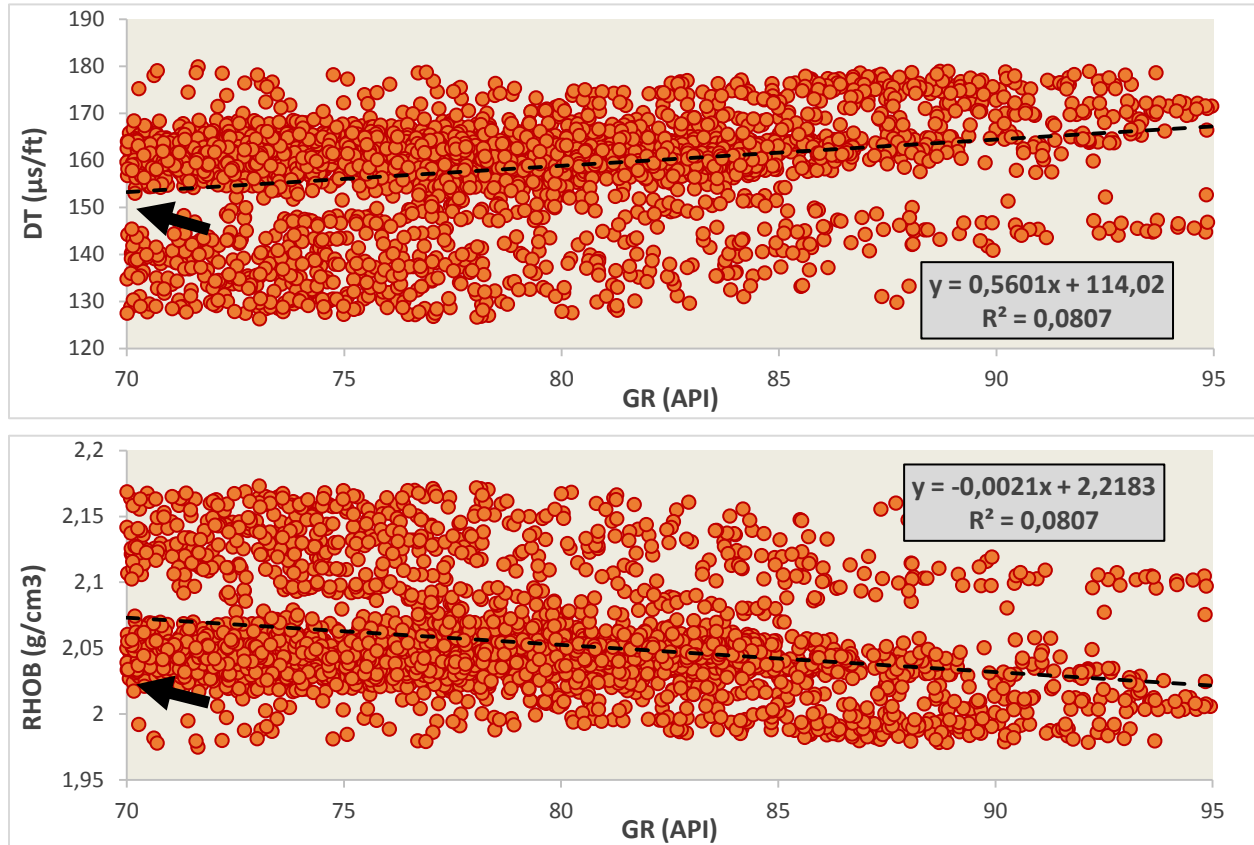 190
180
170
160
150
140
130
120
DT (µs/ft)
y = 0,5601x + 114,02
R² = 0,0807
70 75 80 85 90 95
GR (API)
2,2
2,15
2,1
2,05
2
1,95
RHOB (g/cm3)
y = -0,0021x + 2,2183
R² = 0,0807
70 75 80 85 90 95
GR (API)